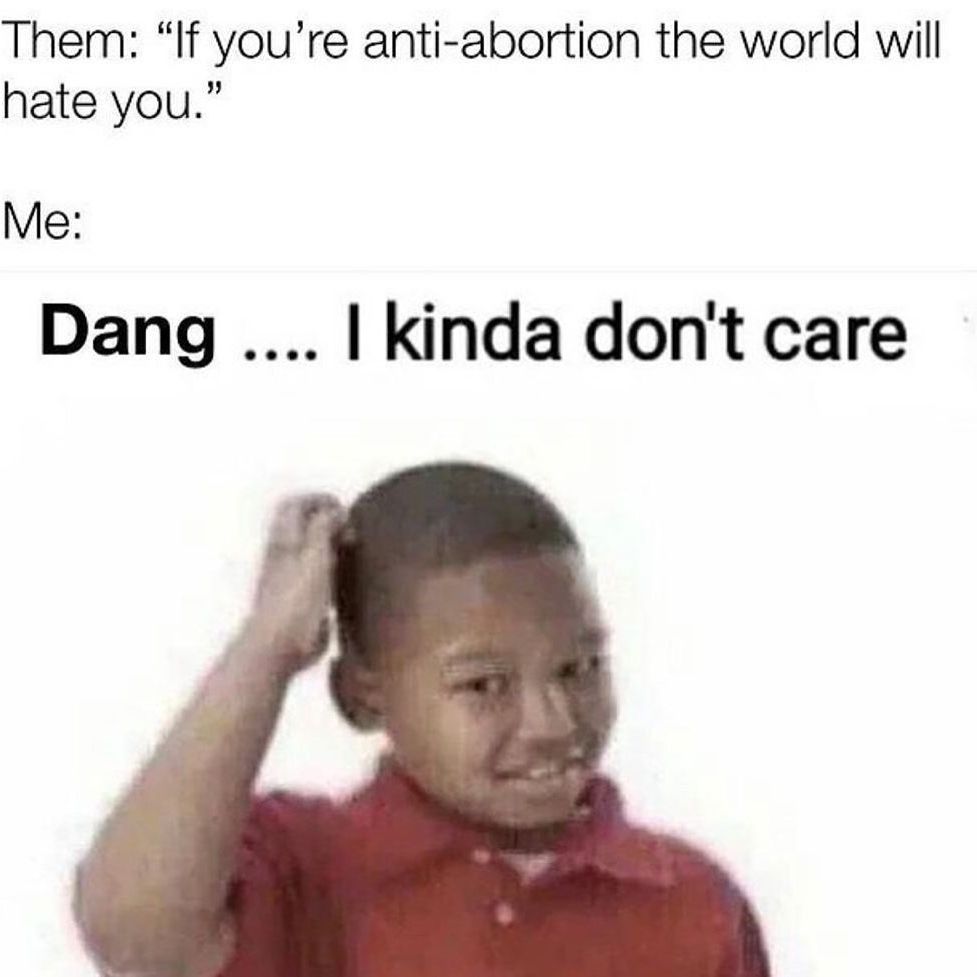 Them: “If you’re anti-abortion the world will
hate you.”
Me:
Dang .... I kinda don't care